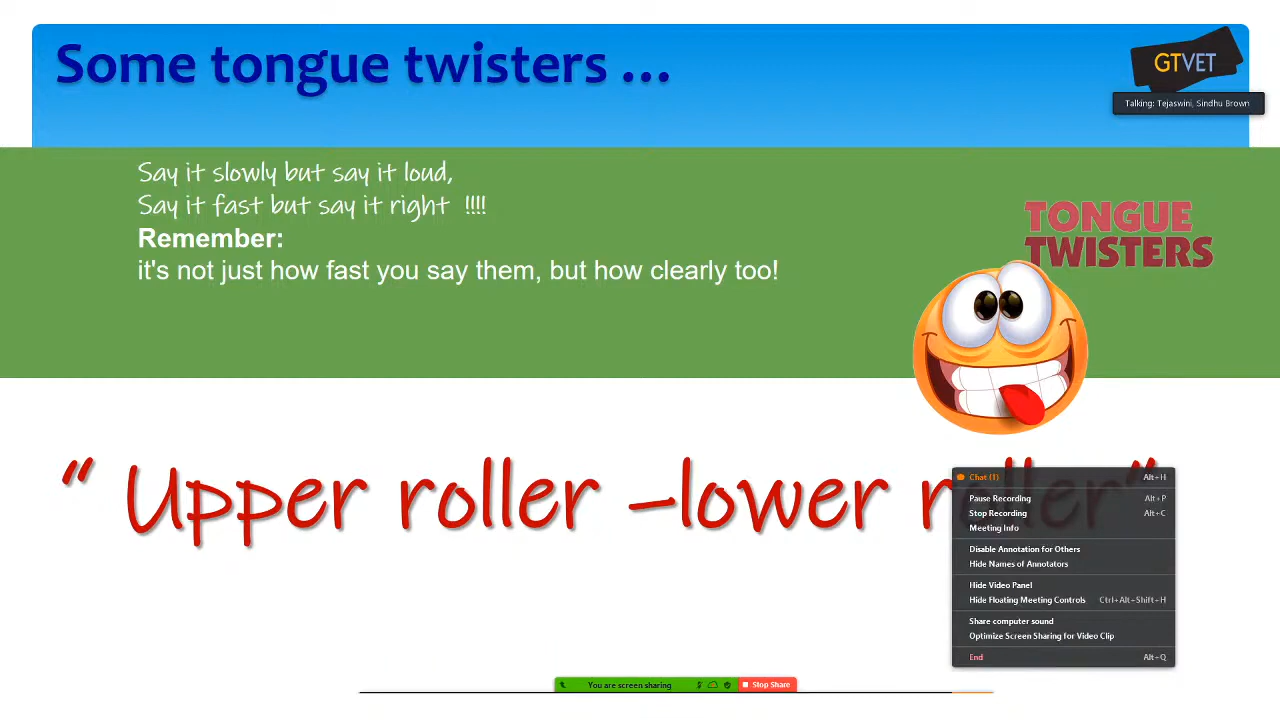 Some tongue twisters ...
GTVET
Talking: Tejaswini, Sindhu Brown
Say it slowly but say it loud,
Say it fast but say it right !!!!
Remember:
it's not just how fast you say them, but how clearly too!
TONGUE
TWISTERS
“ Upper roller –lower roller”
Chat (1) Alt+H
Pause Recording Alt+P
Stop Recording Alt+C
Meeting Info
Disable Annotation for Others
Hide Names of Annotators
Hide Video Panel
Hide Floating Meeting Controls Ctrl+Alt+Shift+H
Share computer sound
Optimize Screen Sharing for Video Clip
End Alt+Q
You are screen sharing Stop Share